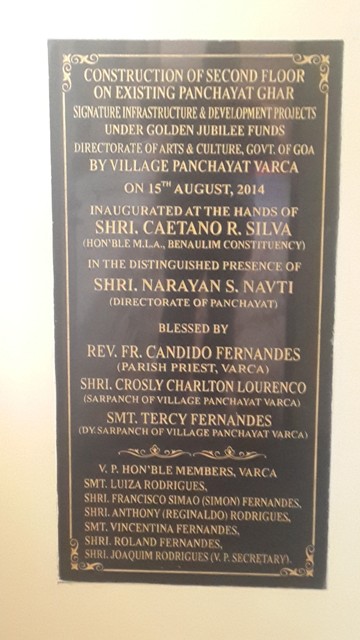 CONSTRUCTION OF SECOND FLOOR
ON EXISTING PANCHAYAT GHAR
SIGNATURE INFRASTRUCTURE & DEVELOPMENT PROJECTS
UNDER GOLDEN JUBILEE FUNDS
DIRECTORATE OF ARTS & CULTURE, GOVT. OF GOA
BY VILLAGE PANCHAYAT VARCA
ON 15TH AUGUST, 2014
INAUGURATED AT THE HANDS OF
SHRI. CAETANO R. SILVA
(HON'BLE M.L.A., BENAULIM CONSTITUENCY)
IN THE DISTINGUISHED PRESENCE OF
SHRI. NARAYAN S. NAVTI
(DIRECTORATE OF PANCHAYAT)
BLESSED BY
REV. FR. CANDIDO FERNANDES
(PARISH PRIEST, VARCA)
SHRI. CROSLY CHARLTON LOURENCO
(SARPANCH OF VILLAGE PANCHAYAT VARCA)
SMT. TERCY FERNANDES
(DY. SARPANCH OF VILLAGE PANCHAYAT VARCA)
V. P. HON'BLE MEMBERS, VARCA
SMT. LUIZA RODRIGUES,
SHRI. FRANCISCO SIMAO (SIMON) FERNANDES,
SHRI. ANTHONY (REGINALDO) RODRIGUES,
SMT. VINCENTINA FERNANDES,
SHRI. ROLAND FERNANDES,
SHRI. JOAQUIM RODRIGUES (V. P. SECRETARY).